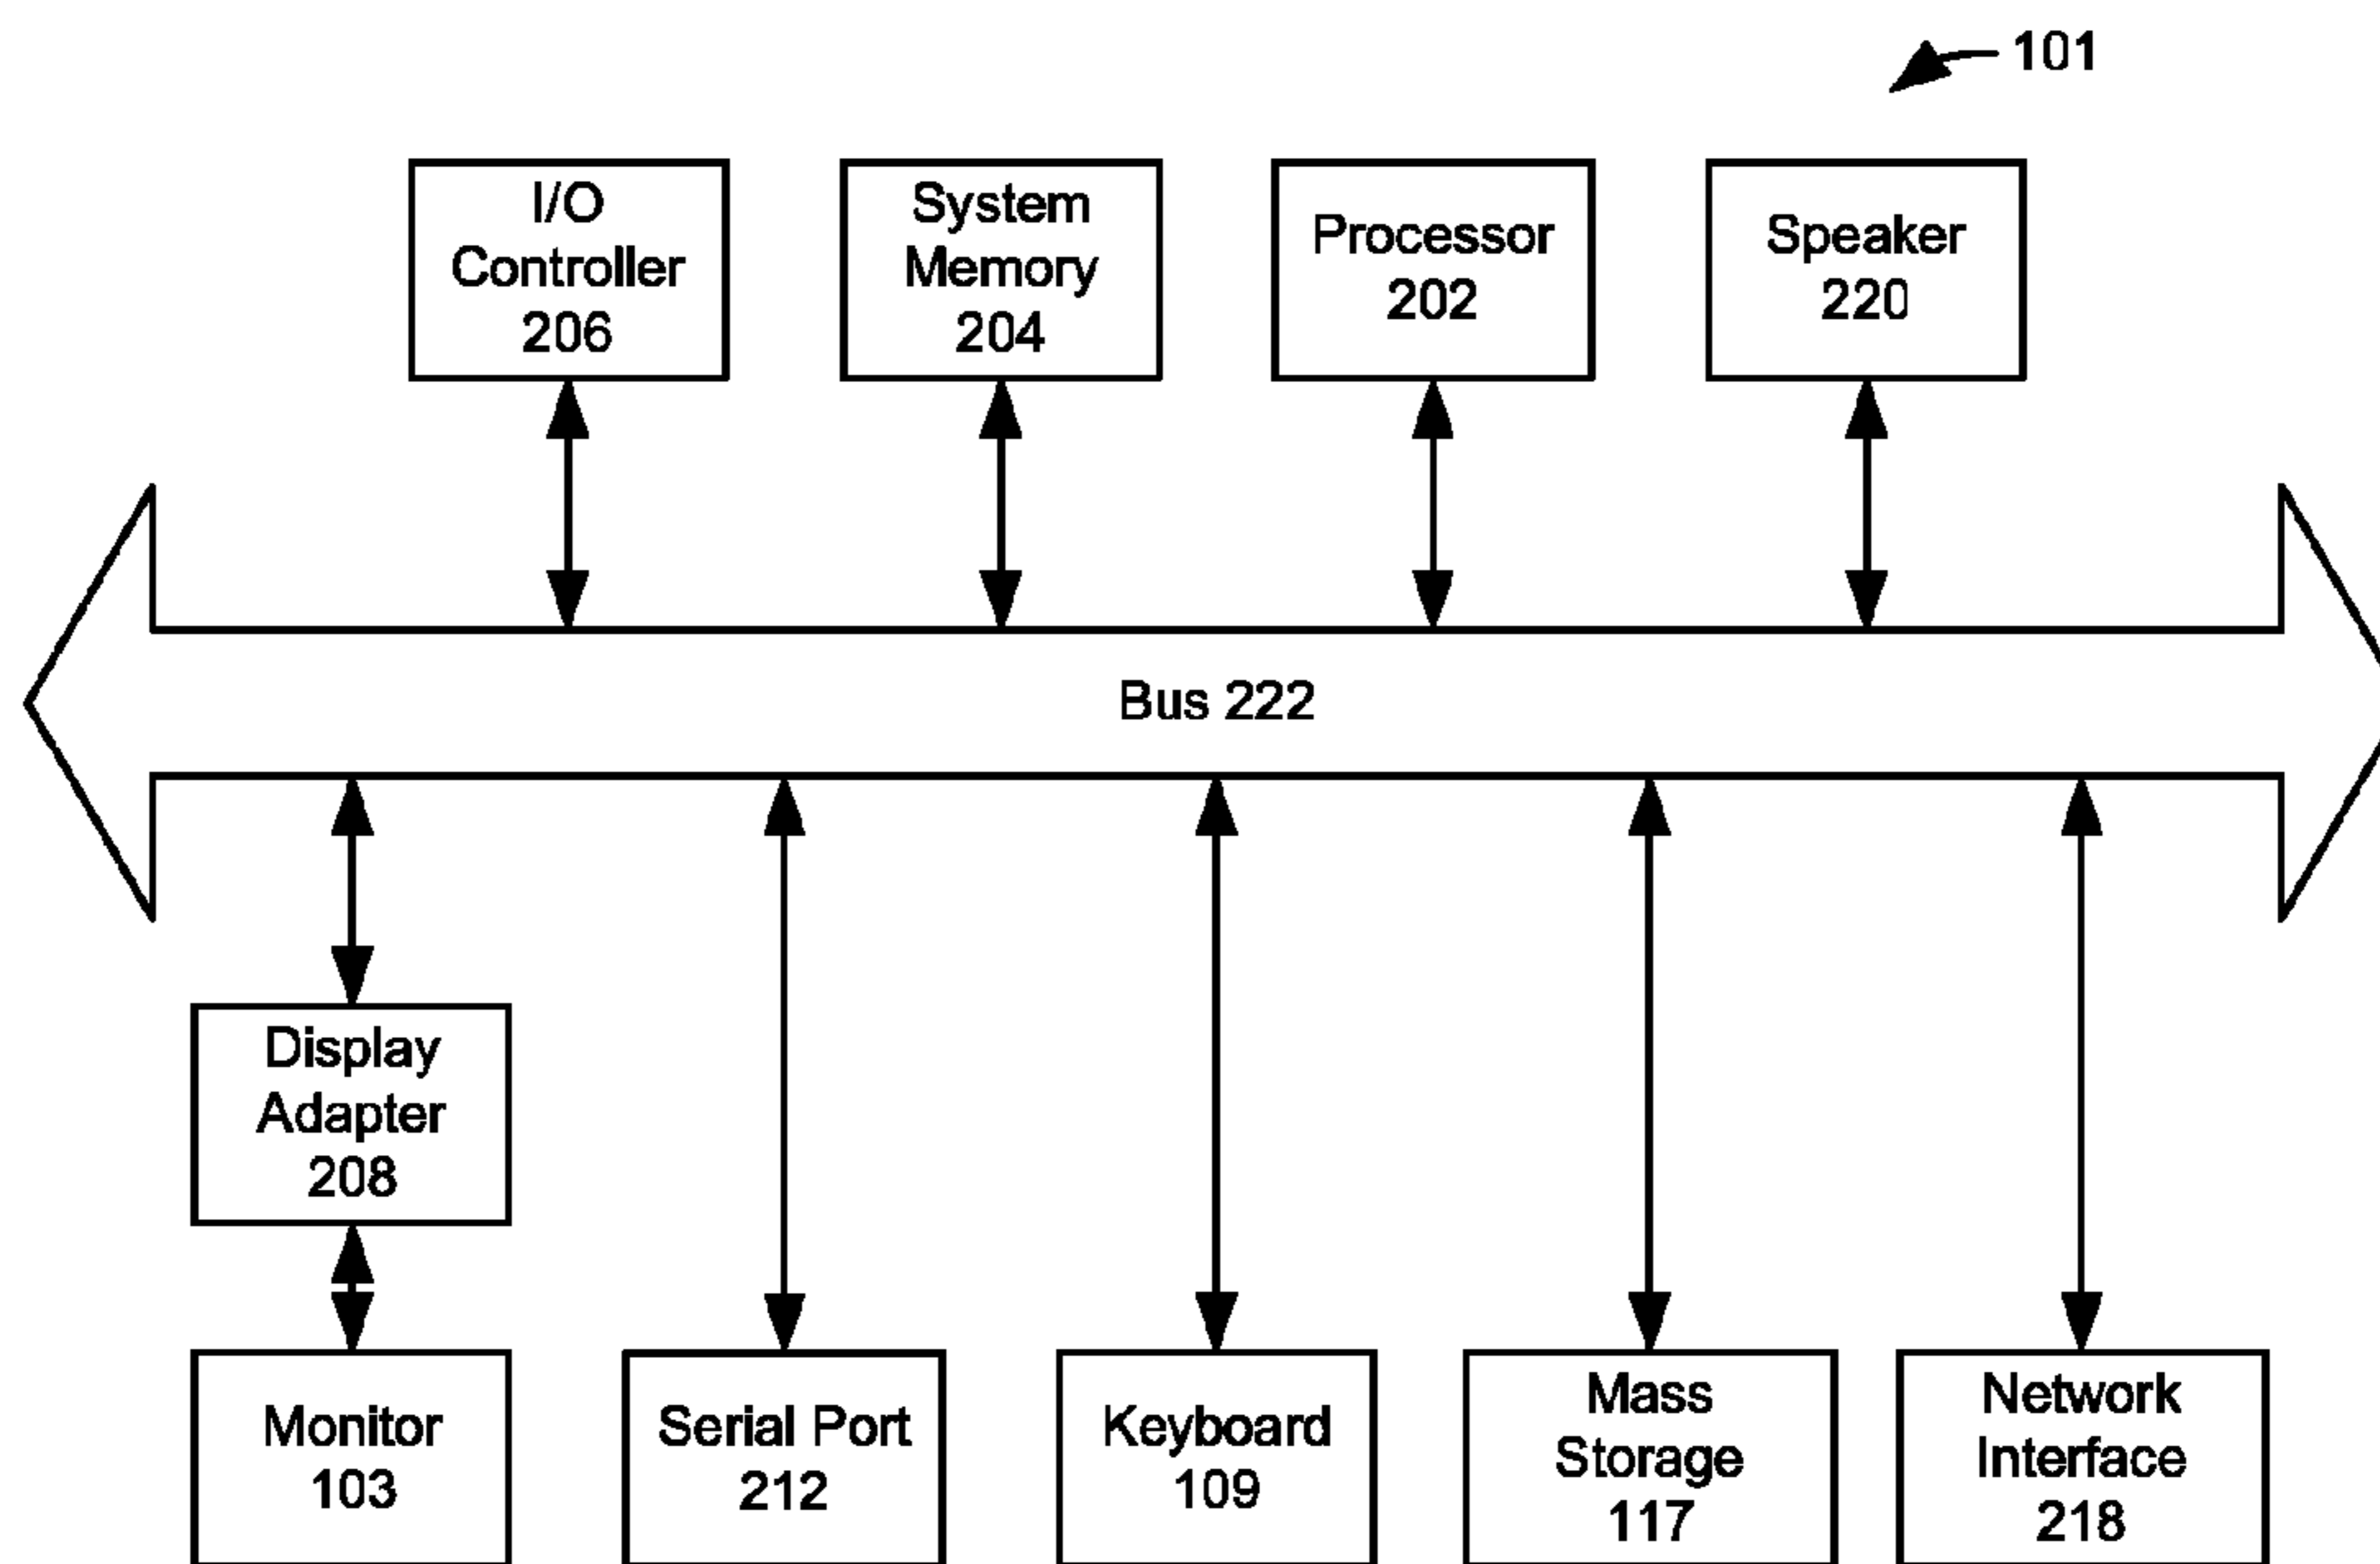 101
I/O
Controller
206
System
Memory
204
Processor
202
Speaker
220
Bus 222
Display
Adapter
208
Monitor
103
Serial Port
212
Keyboard
109
Mass
Storage
117
Network
Interface
218